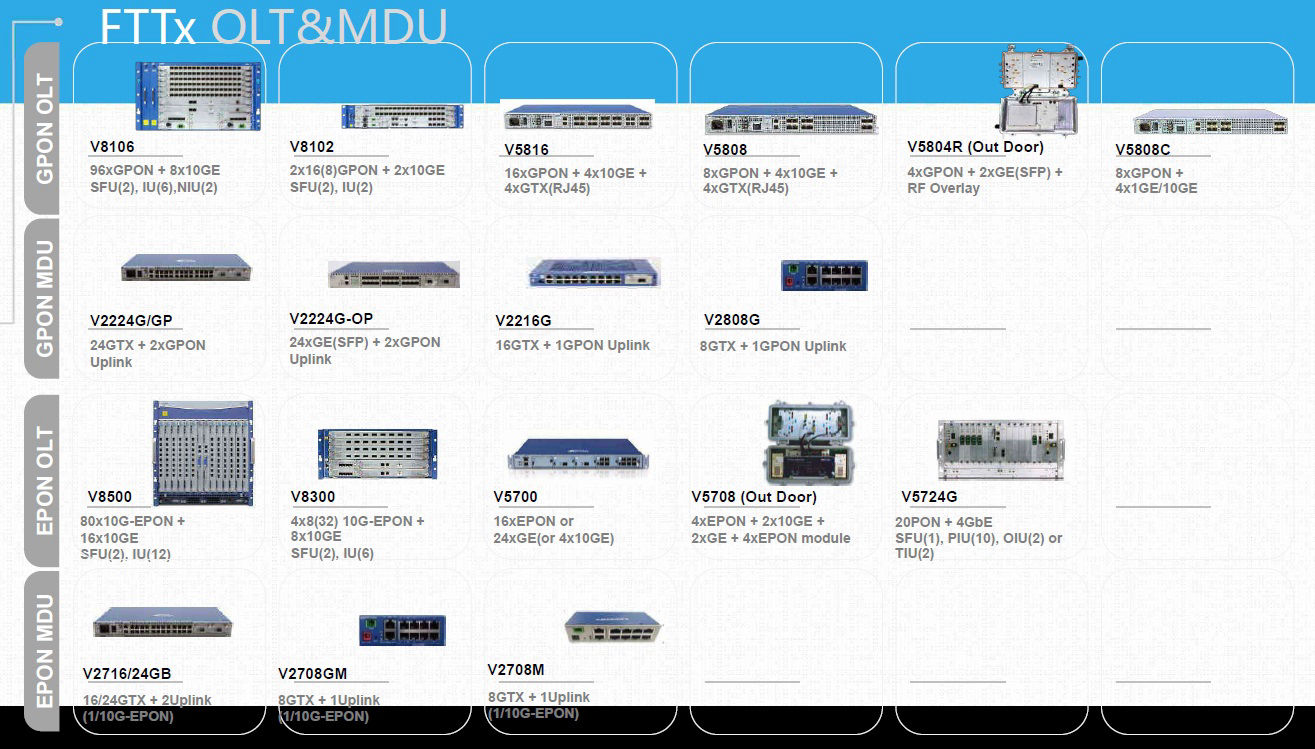 FTTx OLT&MDU
GPON OLT
V8106
96xGPON + 8x10GE
SFU(2), IU(6),NIU(2)
V8102
2x16(8)GPON + 2x10GE
SFU(2), IU(2)
V5816
16xGPON + 4x10GE +
4xGTX(RJ45)
V5808
8xGPON + 4x10GE +
4xGTX(RJ45)
V5804R (Out Door)
4xGPON + 2xGE(SFP) +
RF Overlay
V5808C
8xGPON +
4x1GE/10GE
GPON MDU
V2224G/GP
24GTX + 2xGPON
Uplink
V2224G-OP
24xGE(SFP) + 2xGPON
Uplink
V2216G
16GTX + 1GPON Uplink
V2808G
8GTX + 1GPON Uplink
EPON OLT
V8500
80x10G-EPON +
16x10GE
SFU(2), IU(12)
V8300
4x8(32) 10G-EPON +
8x10GE
SFU(2), IU(6)
V5700
16xEPON or
24xGE(or 4x10GE)
V5708 (Out Door)
4xEPON + 2x10GE +
2xGE + 4xEPON module
V5724G
20PON + 4GbE
SFU(1), PIU(10), OIU(2) or
TIU(2)
EPON MDU
V2716/24GB
16/24GTX + 2Uplink
(1/10G-EPON)
V2708GM
8GTX + 1Uplink
(1/10G-EPON)
V2708M
8GTX + 1Uplink
(1/10G-EPON)